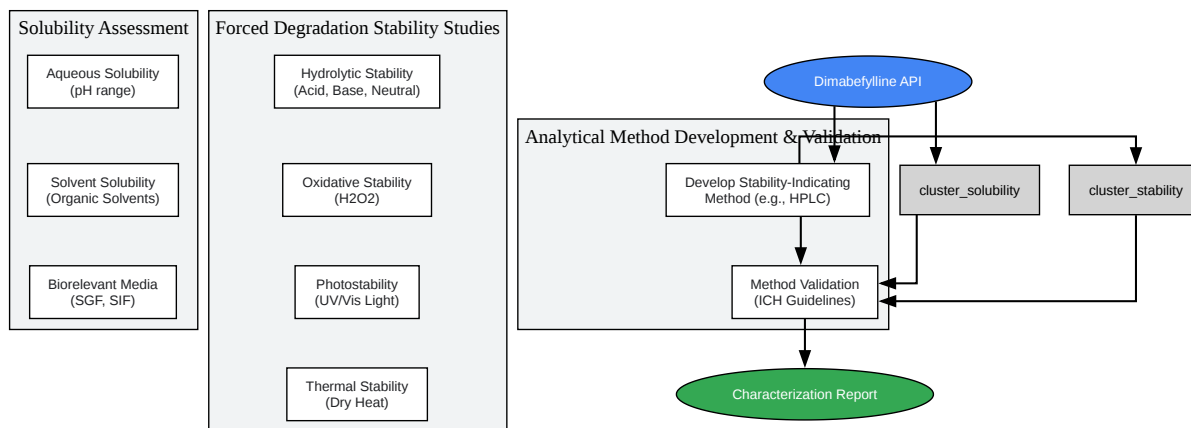 Solubility Assessment
Aqueous Solubility
(pH range)
Solvent Solubility
(Organic Solvents)
Biorelevant Media
(SGF, SIF)
Forced Degradation Stability Studies
Hydrolytic Stability
(Acid, Base, Neutral)
Oxidative Stability
(H2O2)
Photostability
(UV/Vis Light)
Thermal Stability
(Dry Heat)
Dimabefylline API
Analytical Method Development & Validation
Develop Stability-Indicating
Method (e.g., HPLC)
cluster_solubility
cluster_stability
Method Validation
(ICH Guidelines)
Characterization Report